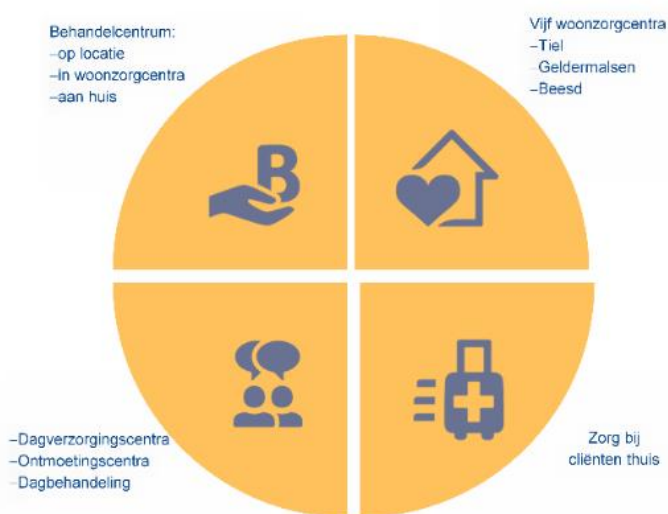 Behandelcentrum:
–op locatie
–in woonzorgcentra
–aan huis
Vijf woonzorgcentra
–Tiel
–Geldermalsen
–Beesd
B
–Dagverzorgingscentra
–Ontmoetingscentra
–Dagbehandeling
Zorg bij
cliënten thuis